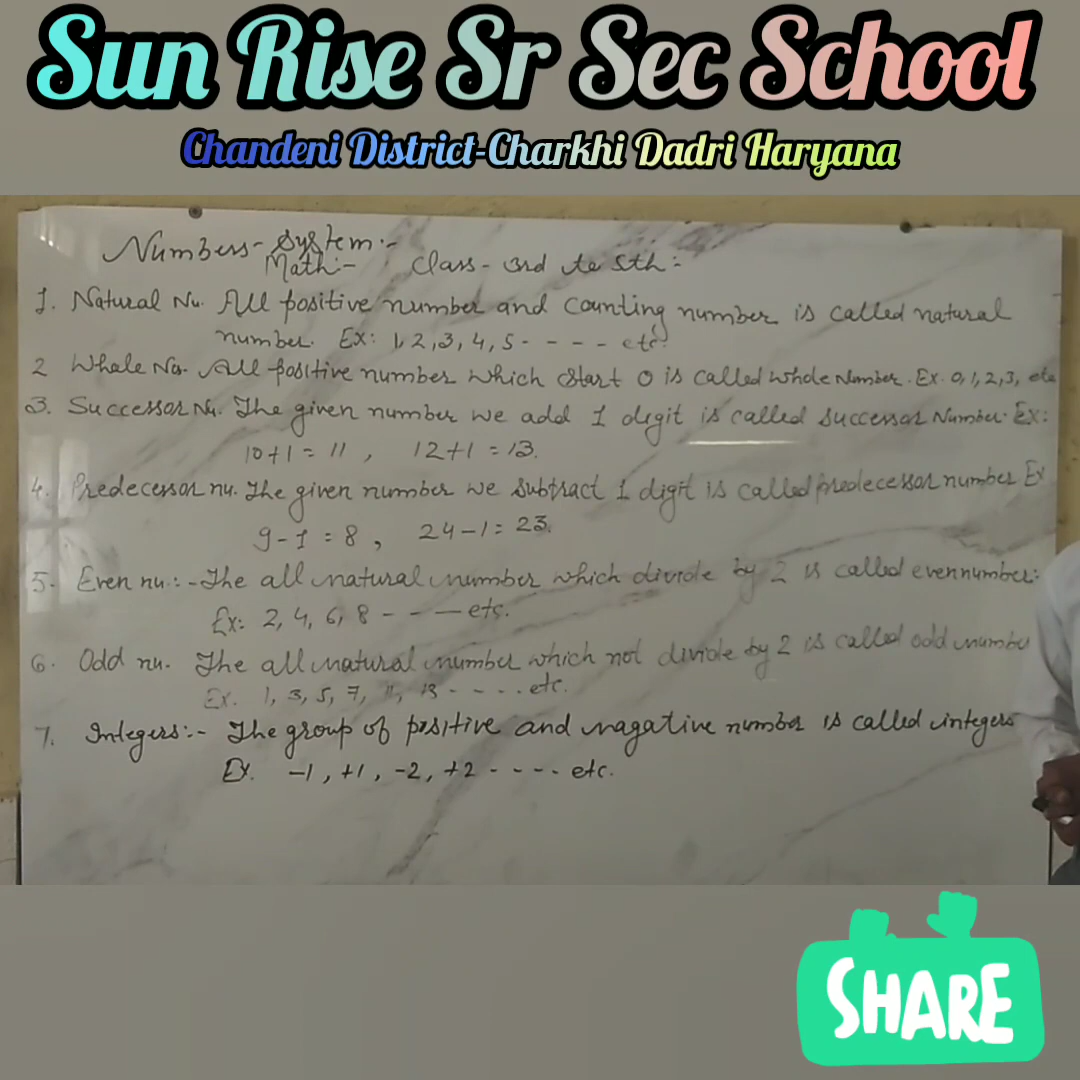 Sun Rise Sr Sec School
Chandeni District-Charkhi Dadri Haryana
Numbers- System:-
Math:- Class- 3rd to 5th:-
1. Natural Nu. All positive number and counting number is called natural
number. Ex: 1, 2, 3, 4, 5 - - - - etc.
2 Whole No. All positive number which start 0 is called whole Number. Ex. 0, 1, 2, 3, etc
3. Successor Nu. The given number we add 1 digit is called successor Number. Ex:
10+1 = 11 , 12+1 = 13.
4. Predecessor nu. The given number we subtract 1 digit is called predecessor number Ex
9-1 = 8 , 24-1 = 23.
5. Even nu.:- The all natural number which divide by 2 is called even number:
Ex: 2, 4, 6, 8 - - - etc.
6. Odd nu. The all natural number which not divide by 2 is called odd numbe
Ex. 1, 3, 5, 7, 11, 13 - - - - etc.
7. Integers:- The group of positive and nagative number is called integers
Ex. -1, +1, -2, +2 - - - - etc.
SHARE